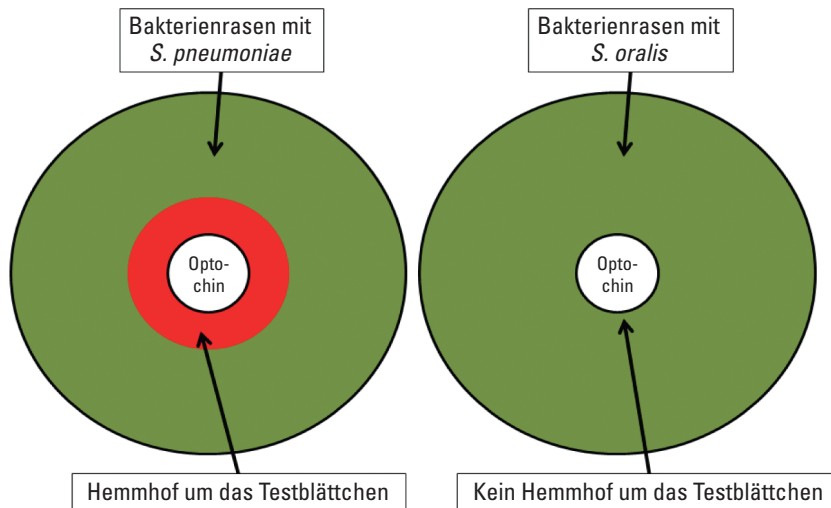 Bakterienrasen mit
S. pneumoniae
Bakterienrasen mit
S. oralis
Opto-
chin
Opto-
chin
Hemmhof um das Testblättchen
Kein Hemmhof um das Testblättchen